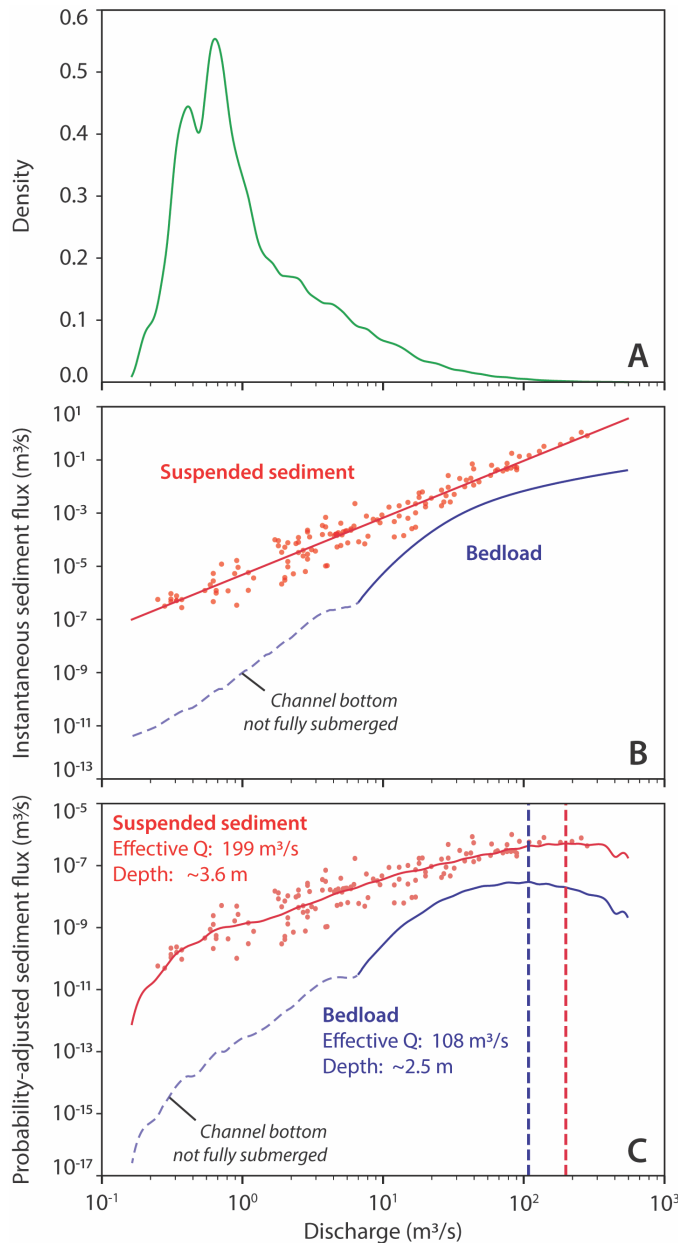 0.6
0.5
0.4
0.3
0.2
0.1
0.0
Density
A
10¹
10⁻¹
10⁻³
10⁻⁵
10⁻⁷
10⁻⁹
10⁻¹¹
10⁻¹³
Instantaneous sediment flux (m³/s)
Suspended sediment
Bedload
Channel bottom
not fully submerged
B
10⁻⁵
10⁻⁷
10⁻⁹
10⁻¹¹
10⁻¹³
10⁻¹⁵
10⁻¹⁷
Probability-adjusted sediment flux (m³/s)
Suspended sediment
Effective Q: 199 m³/s
Depth: ~3.6 m
Bedload
Effective Q: 108 m³/s
Depth: ~2.5 m
Channel bottom
not fully submerged
C
10⁻¹
10⁰
10¹
10²
10³
Discharge (m³/s)